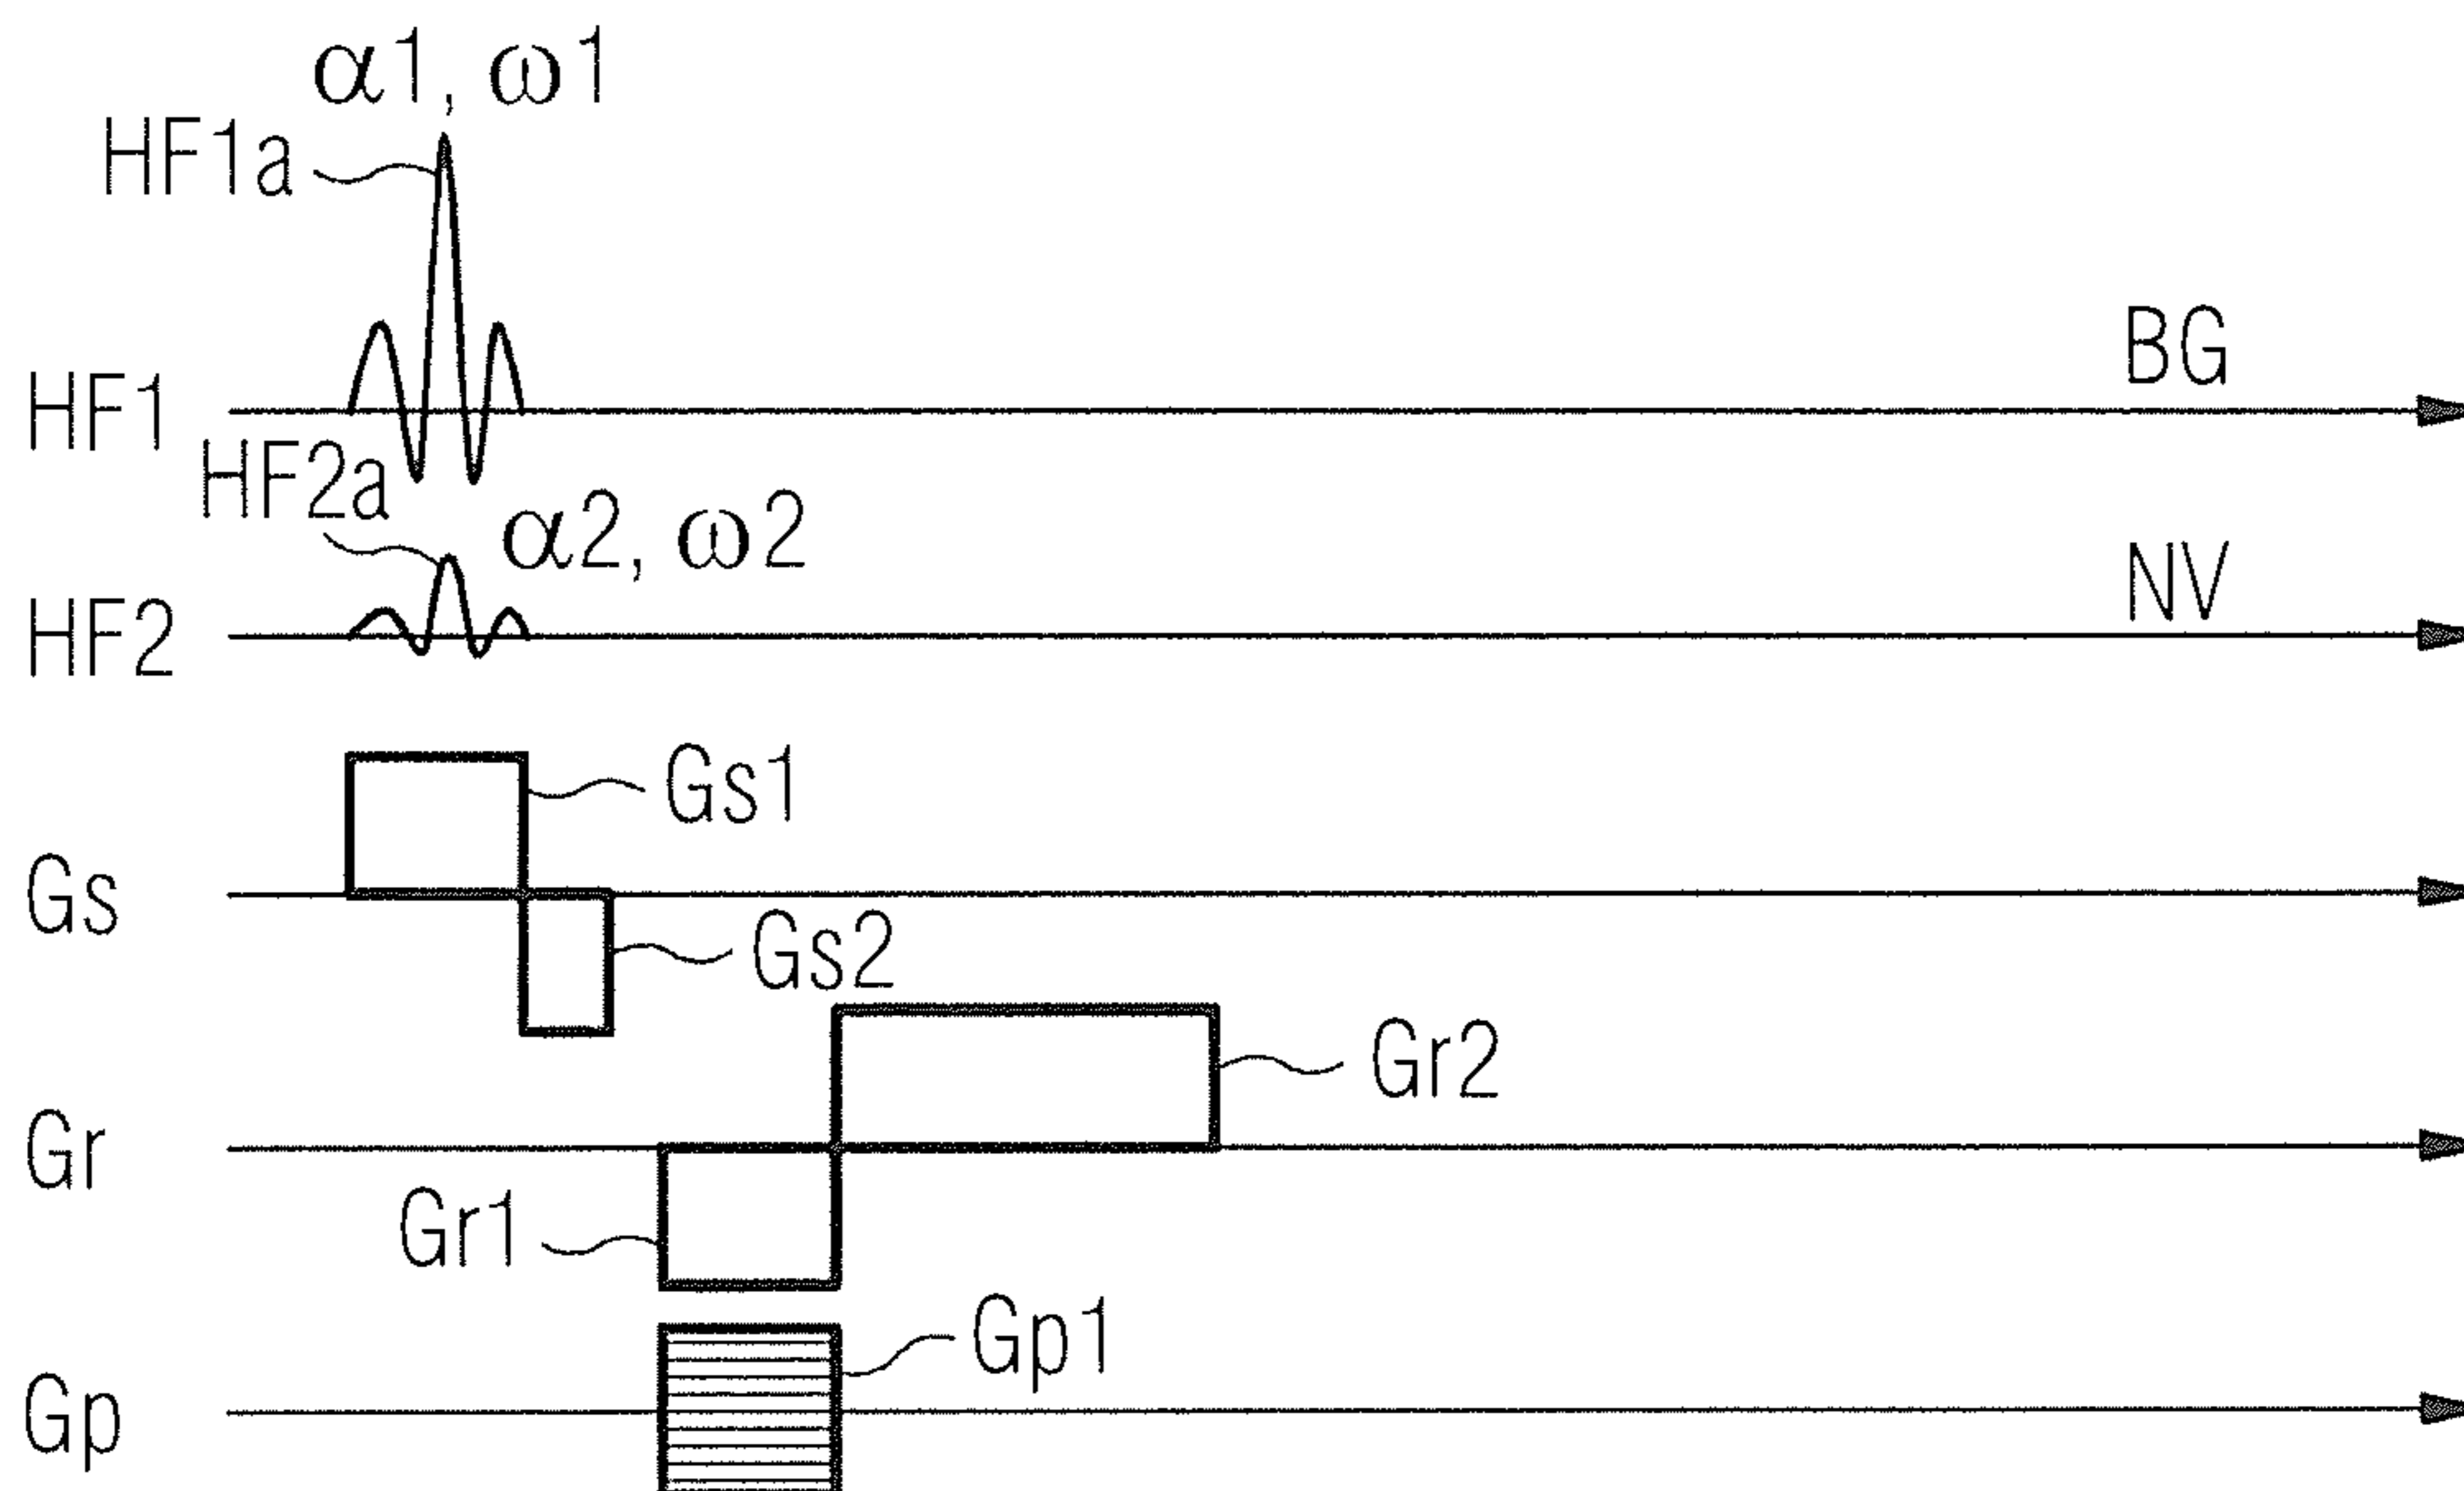 α1, ω1
HF1a
BG
HF1
HF2a
α2, ω2
NV
HF2
Gs1
Gs
Gs2
Gr2
Gr
Gr1
Gp1
Gp